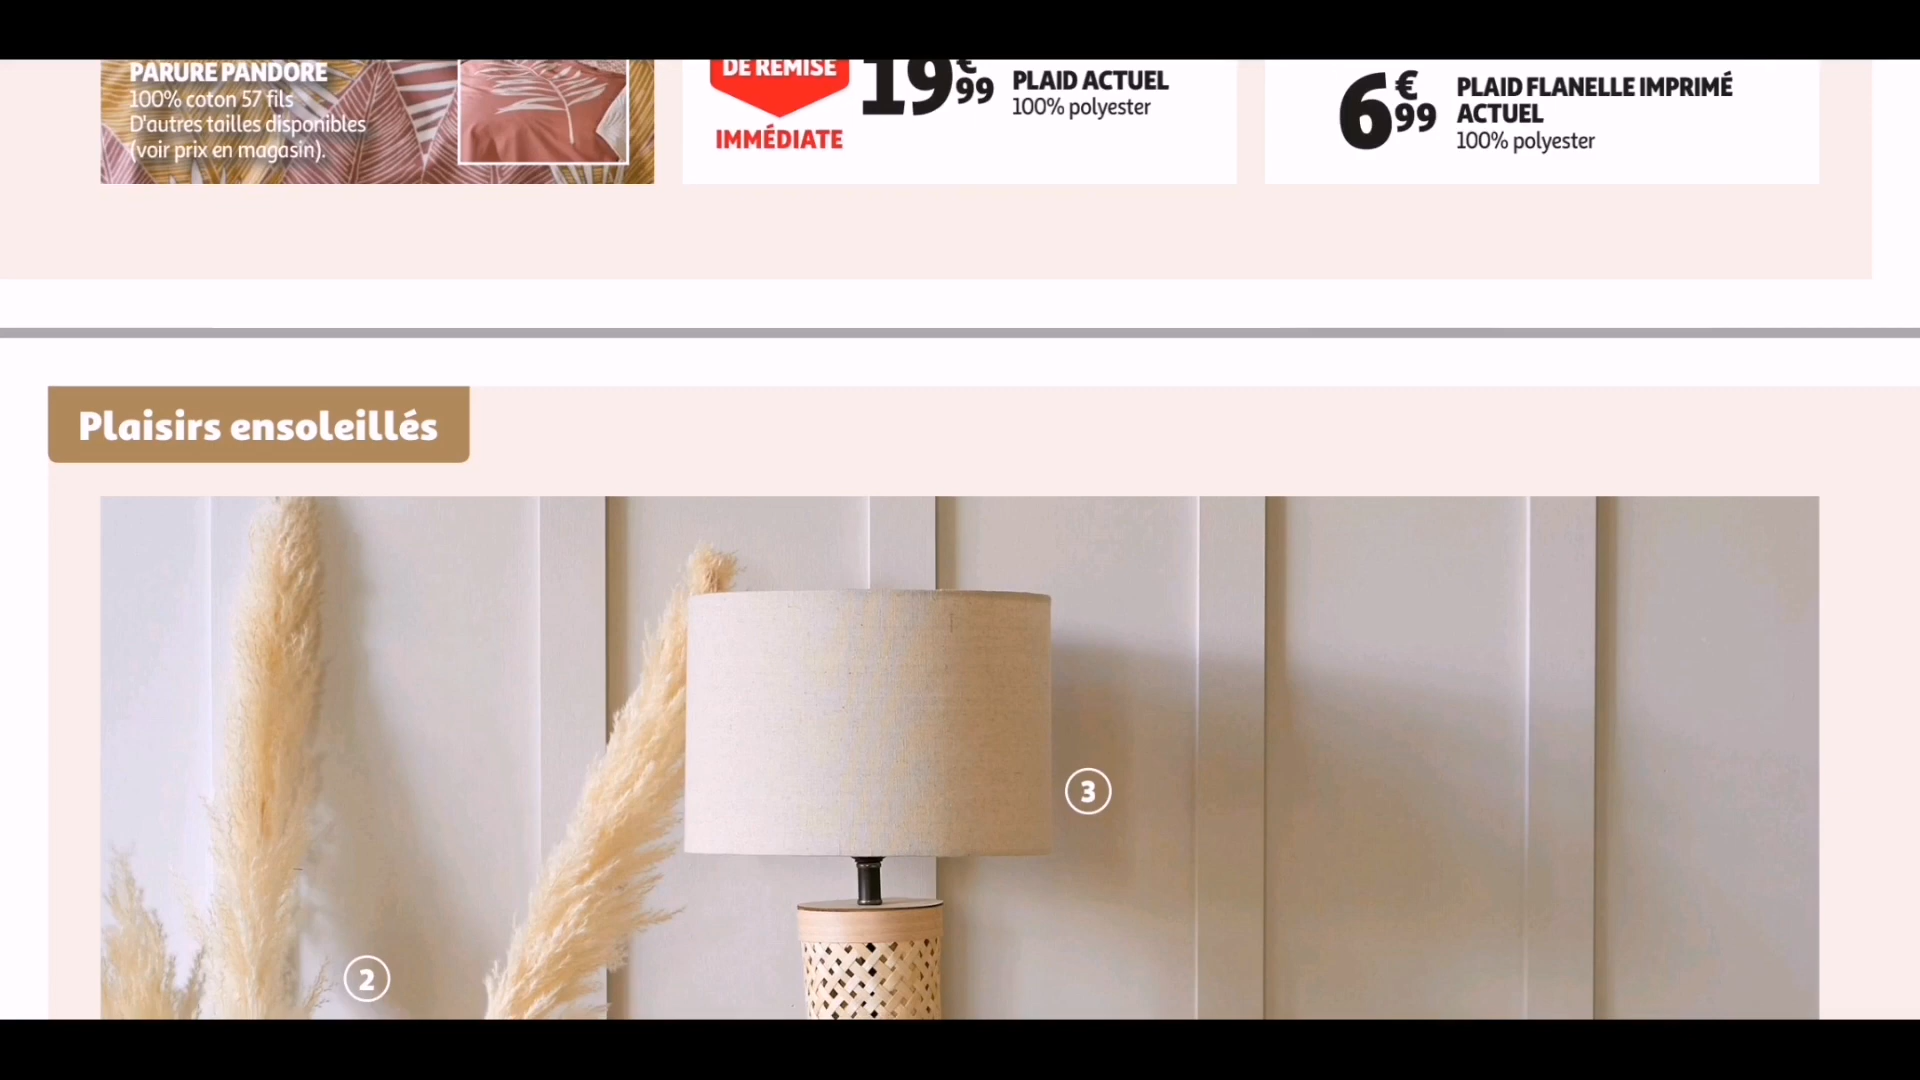 PARURE PANDORE
100% coton 57 fils
D'autres tailles disponibles
(voir prix en magasin).
DE REMISE
IMMÉDIATE
19€99
PLAID ACTUEL
100% polyester
6€99
PLAID FLANELLE IMPRIMÉ
ACTUEL
100% polyester
Plaisirs ensoleillés
3
2